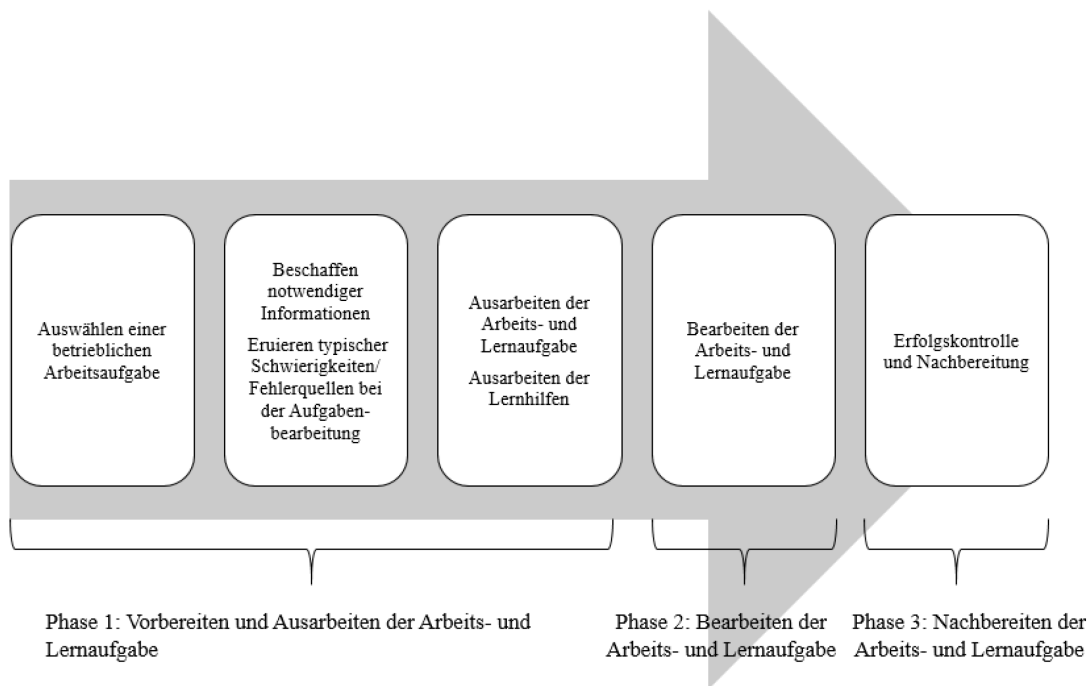 Auswählen einer
betrieblichen
Arbeitsaufgabe
Beschaffen
notwendiger
Informationen
Eruieren typischer
Schwierigkeiten/
Fehlerquellen bei
der Aufgaben-
bearbeitung
Ausarbeiten der
Arbeits- und
Lernaufgabe
Ausarbeiten der
Lernhilfen
Bearbeiten der
Arbeits- und
Lernaufgabe
Erfolgskontrolle
und Nachbereitung
Phase 1: Vorbereiten und Ausarbeiten der Arbeits- und
Lernaufgabe
Phase 2: Bearbeiten der
Arbeits- und Lernaufgabe
Phase 3: Nachbereiten der
Arbeits- und Lernaufgabe